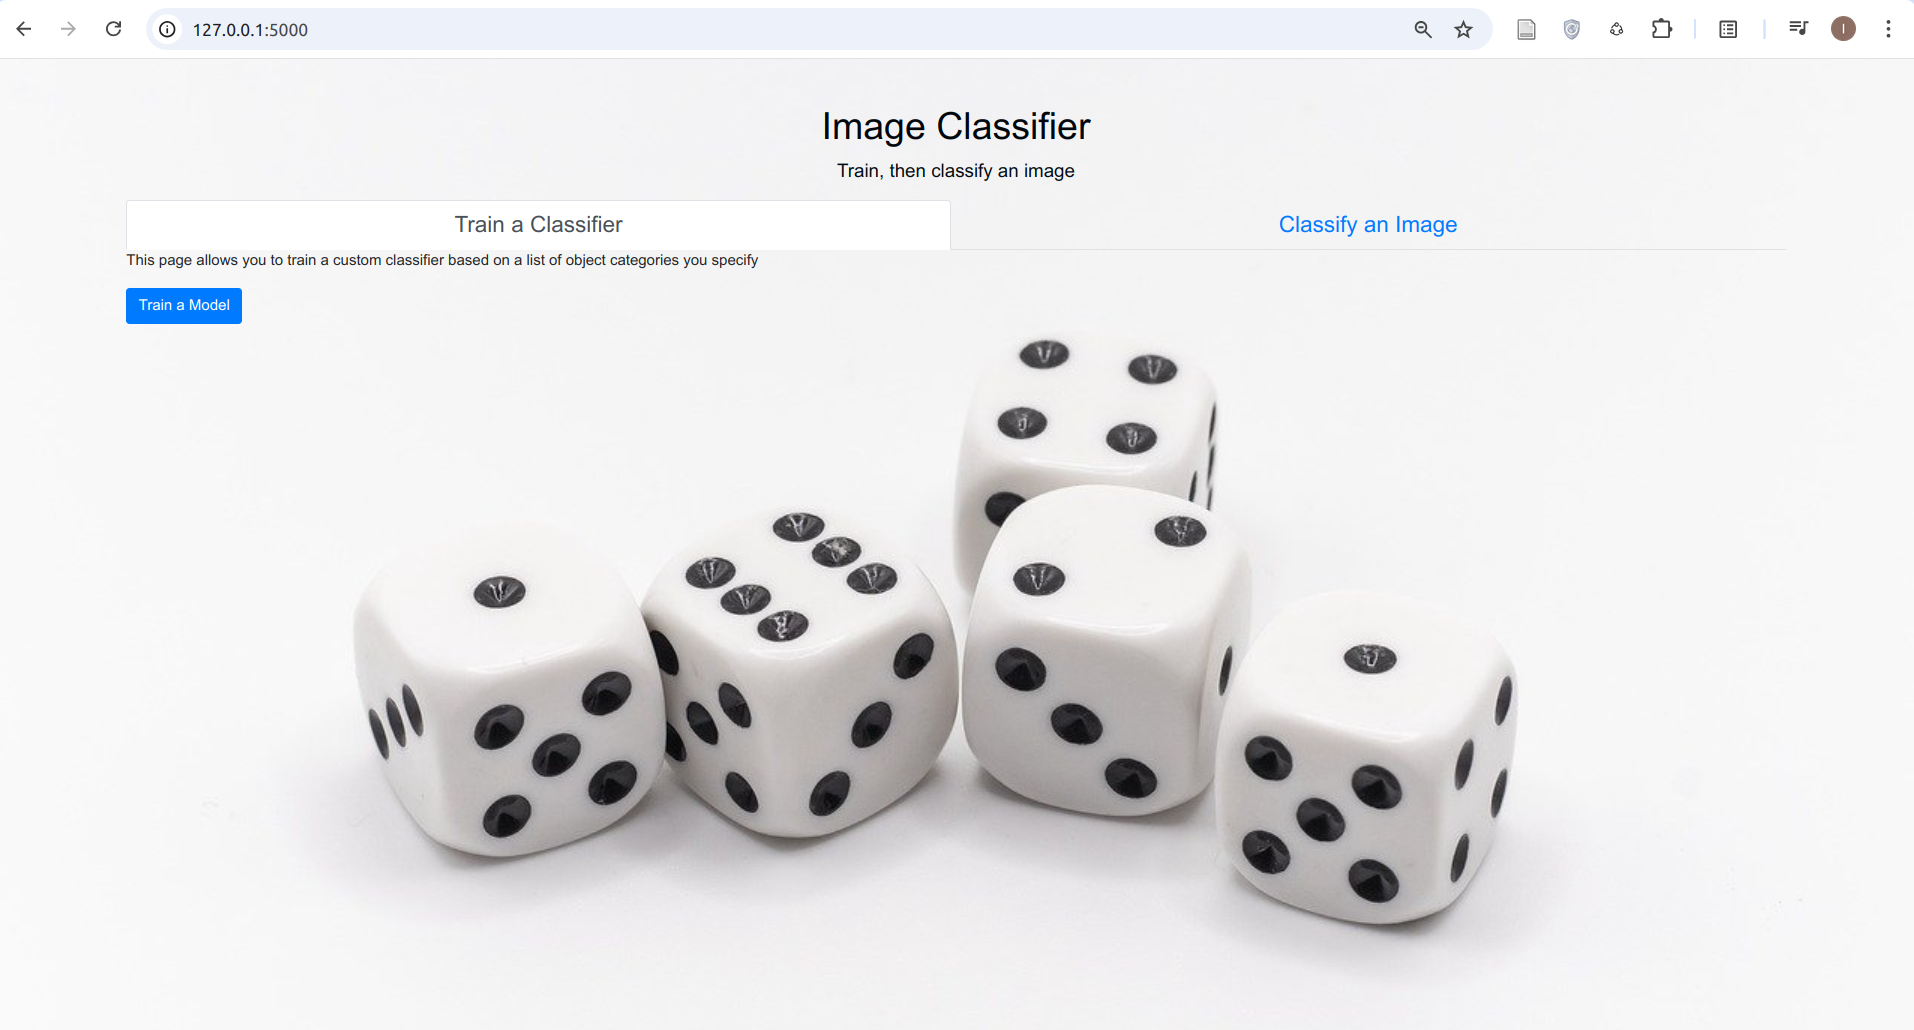 127.0.0.1:5000
I
Image Classifier
Train, then classify an image
Train a Classifier
Classify an Image
This page allows you to train a custom classifier based on a list of object categories you specify
Train a Model